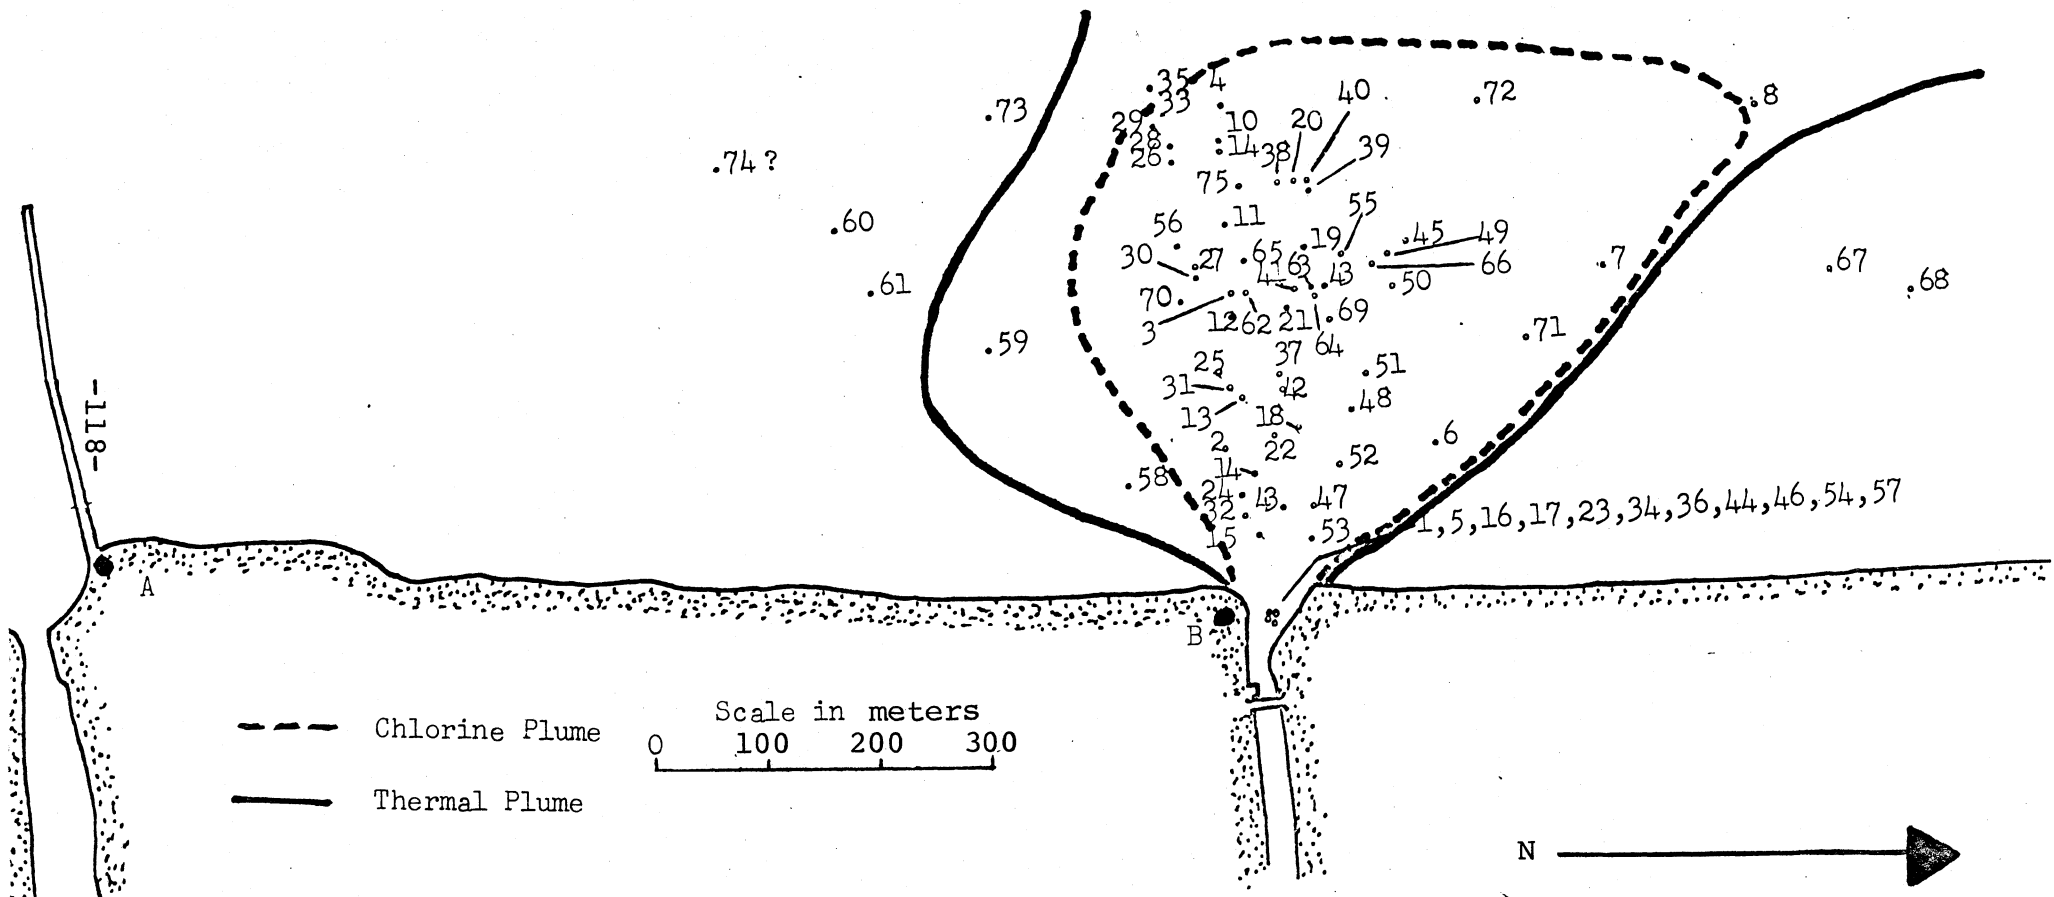 35 4
.73 33 40 .72 8
29 10 20
28 .14 38 39
26
.74? 75.
55
.60 56 .11
30 27 65 .19 .45 49
41 63 43 66 .7 .67
.61 70. .50 .68
3 12 62 21 .69
64 .71
.59 25 37 .51
31 42
-118- 13 18 .48
2 22 .6
14 .52
.58 24 43 .47
32 1,5,16,17,23,34,36,44,46,54,57
15 .53
A
B
Chlorine Plume
Scale in meters
0 100 200 300
Thermal Plume
N